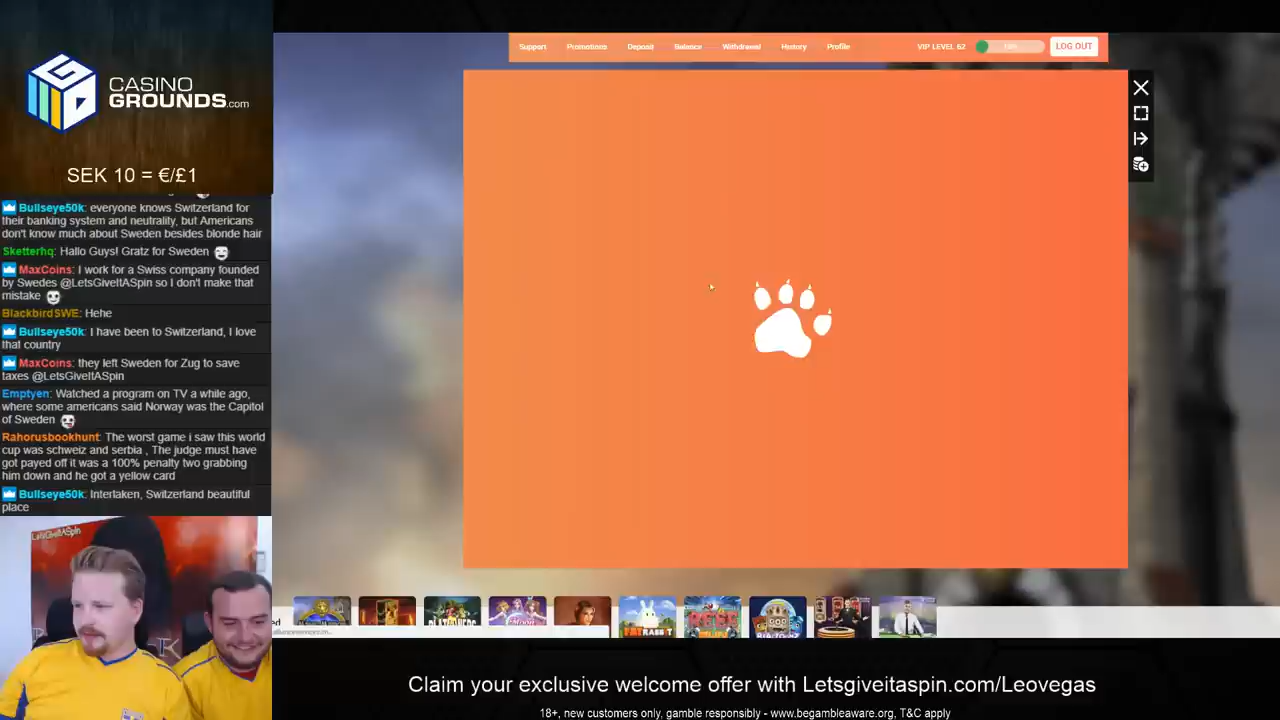 CASINO
GROUNDS.com
SEK 10 = €/£1
Bullseye50k: everyone knows Switzerland for
their banking system and neutrality, but Americans
don't know much about Sweden besides blonde hair
Sketterhq: Hallo Guys! Gratz for Sweden
MaxCoins: I work for a Swiss company founded
by Swedes @LetsGiveItASpin so I don't make that
mistake
BlackbirdSWE: Hehe
Bullseye50k: I have been to Switzerland, I love
that country
MaxCoins: they left Sweden for Zug to save
taxes @LetsGiveItASpin
Emptyen: Watched a program on TV a while ago,
where some americans said Norway was the Capitol
of Sweden
Rahorusbookhunt: The worst game i saw this world
cup was schweiz and serbia , The judge must have
got payed off it was a 100% penalty two grabbing
him down and he got a yellow card
Bullseye50k: Interlaken, Switzerland beautiful
place
LetsGiveItASpin
Support Promotions Deposit Balance Withdrawal History Profile VIP LEVEL 62 LOG OUT
FAT RABBIT REEF
Claim your exclusive welcome offer with Letsgiveitaspin.com/Leovegas
18+, new customers only, gamble responsibly - www.begambleaware.org, T&C apply